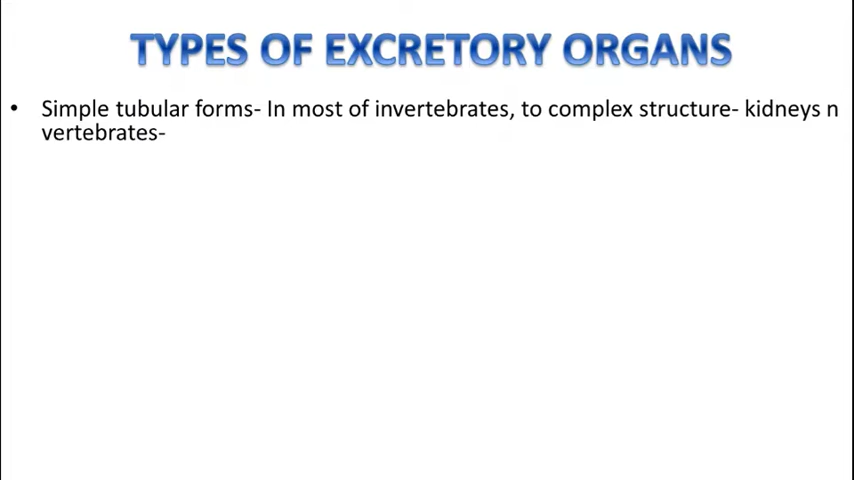 TYPES OF EXCRETORY ORGANS
• Simple tubular forms- In most of invertebrates, to complex structure- kidneys n
vertebrates-